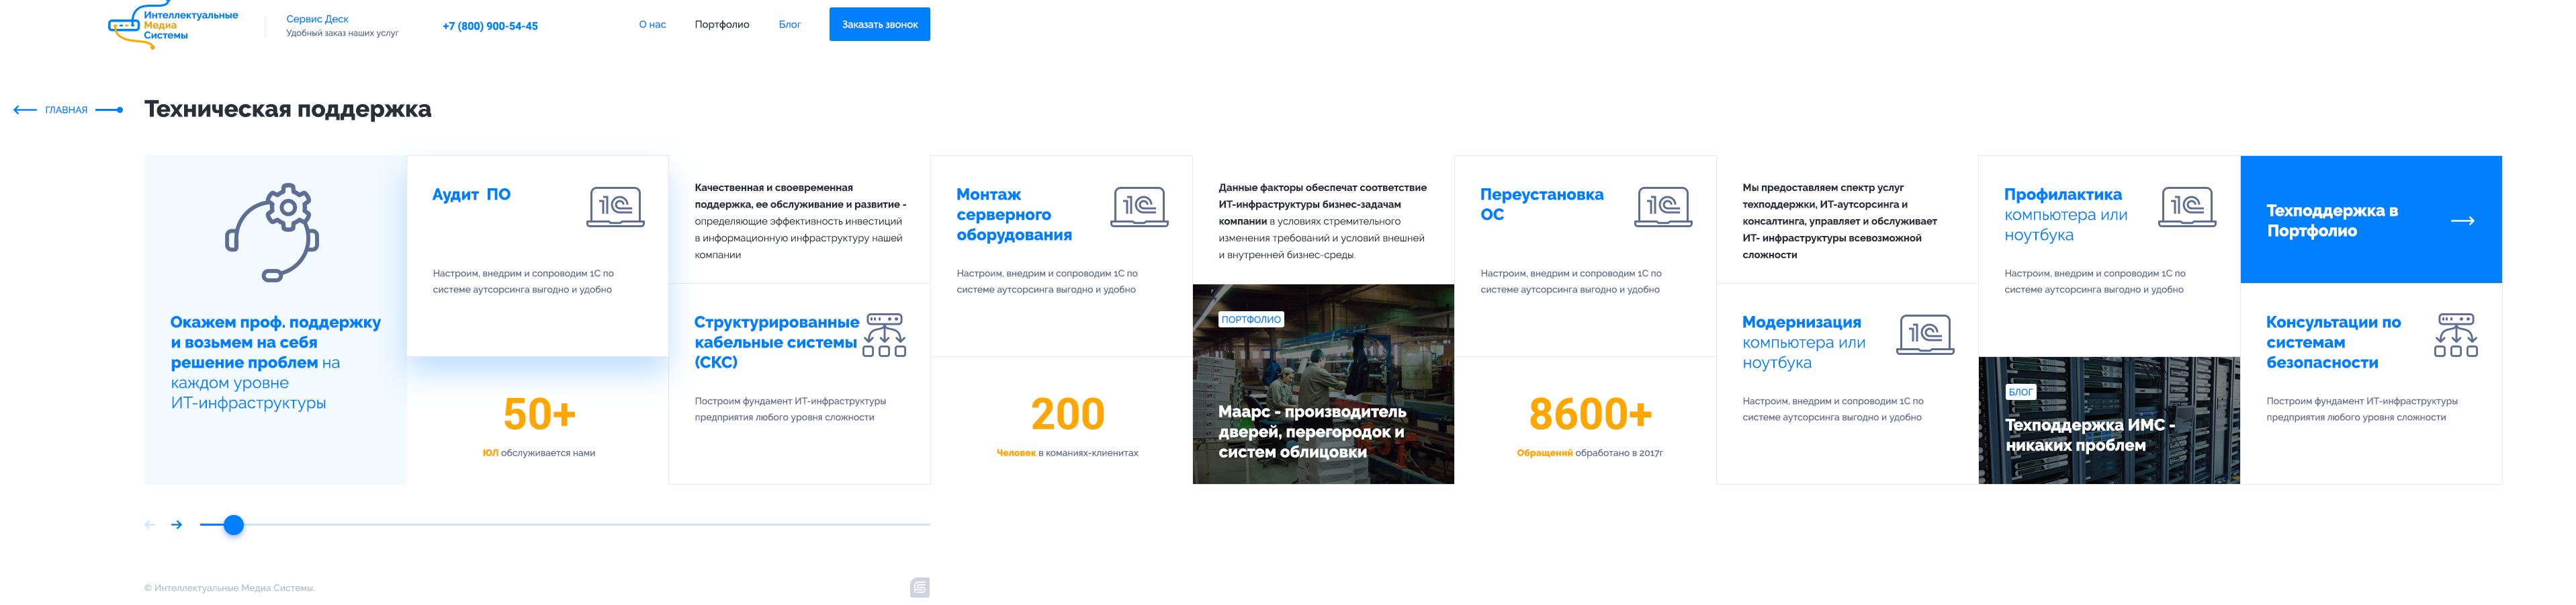 Интеллектуальные
Медиа
Системы
Сервис Деск
Удобный заказ наших услуг
+7 (800) 900-54-45
О нас
Портфолио
Блог
Заказать звонок
ГЛАВНАЯ
Техническая поддержка
Окажем проф. поддержку
и возьмем на себя
решение проблем на
каждом уровне
ИТ-инфраструктуры
Аудит ПО
1С
Настроим, внедрим и сопроводим 1С по
системе аутсорсинга выгодно и удобно
50+
ЮЛ обслуживается нами
Качественная и своевременная
поддержка, ее обслуживание и развитие -
определяющие эффективность инвестиций
в информационную инфраструктуру нашей
компании
Структурированные
кабельные системы
(СКС)
Построим фундамент ИТ-инфраструктуры
предприятия любого уровня сложности
Монтаж
серверного
оборудования
1С
Настроим, внедрим и сопроводим 1С по
системе аутсорсинга выгодно и удобно
200
Человек в команиях-клиенитах
Данные факторы обеспечат соответствие
ИТ-инфраструктуры бизнес-задачам
компании в условиях стремительного
изменения требований и условий внешней
и внутренней бизнес-среды.
ПОРТФОЛИО
Маарс - производитель
дверей, перегородок и
систем облицовки
Переустановка
ОС
1С
Настроим, внедрим и сопроводим 1С по
системе аутсорсинга выгодно и удобно
8600+
Обращений обработано в 2017г
Мы предоставляем спектр услуг
техподдержки, ИТ-аутсорсинга и
консалтинга, управляет и обслуживает
ИТ- инфраструктуры всевозможной
сложности
Модернизация
компьютера или
ноутбука
1С
Настроим, внедрим и сопроводим 1С по
системе аутсорсинга выгодно и удобно
Профилактика
компьютера или
ноутбука
1С
Настроим, внедрим и сопроводим 1С по
системе аутсорсинга выгодно и удобно
БЛОГ
Техподдержка ИМС -
никаких проблем
Техподдержка в
Портфолио
Консультации по
системам
безопасности
Построим фундамент ИТ-инфраструктуры
предприятия любого уровня сложности
© Интеллектуальные Медиа Системы.